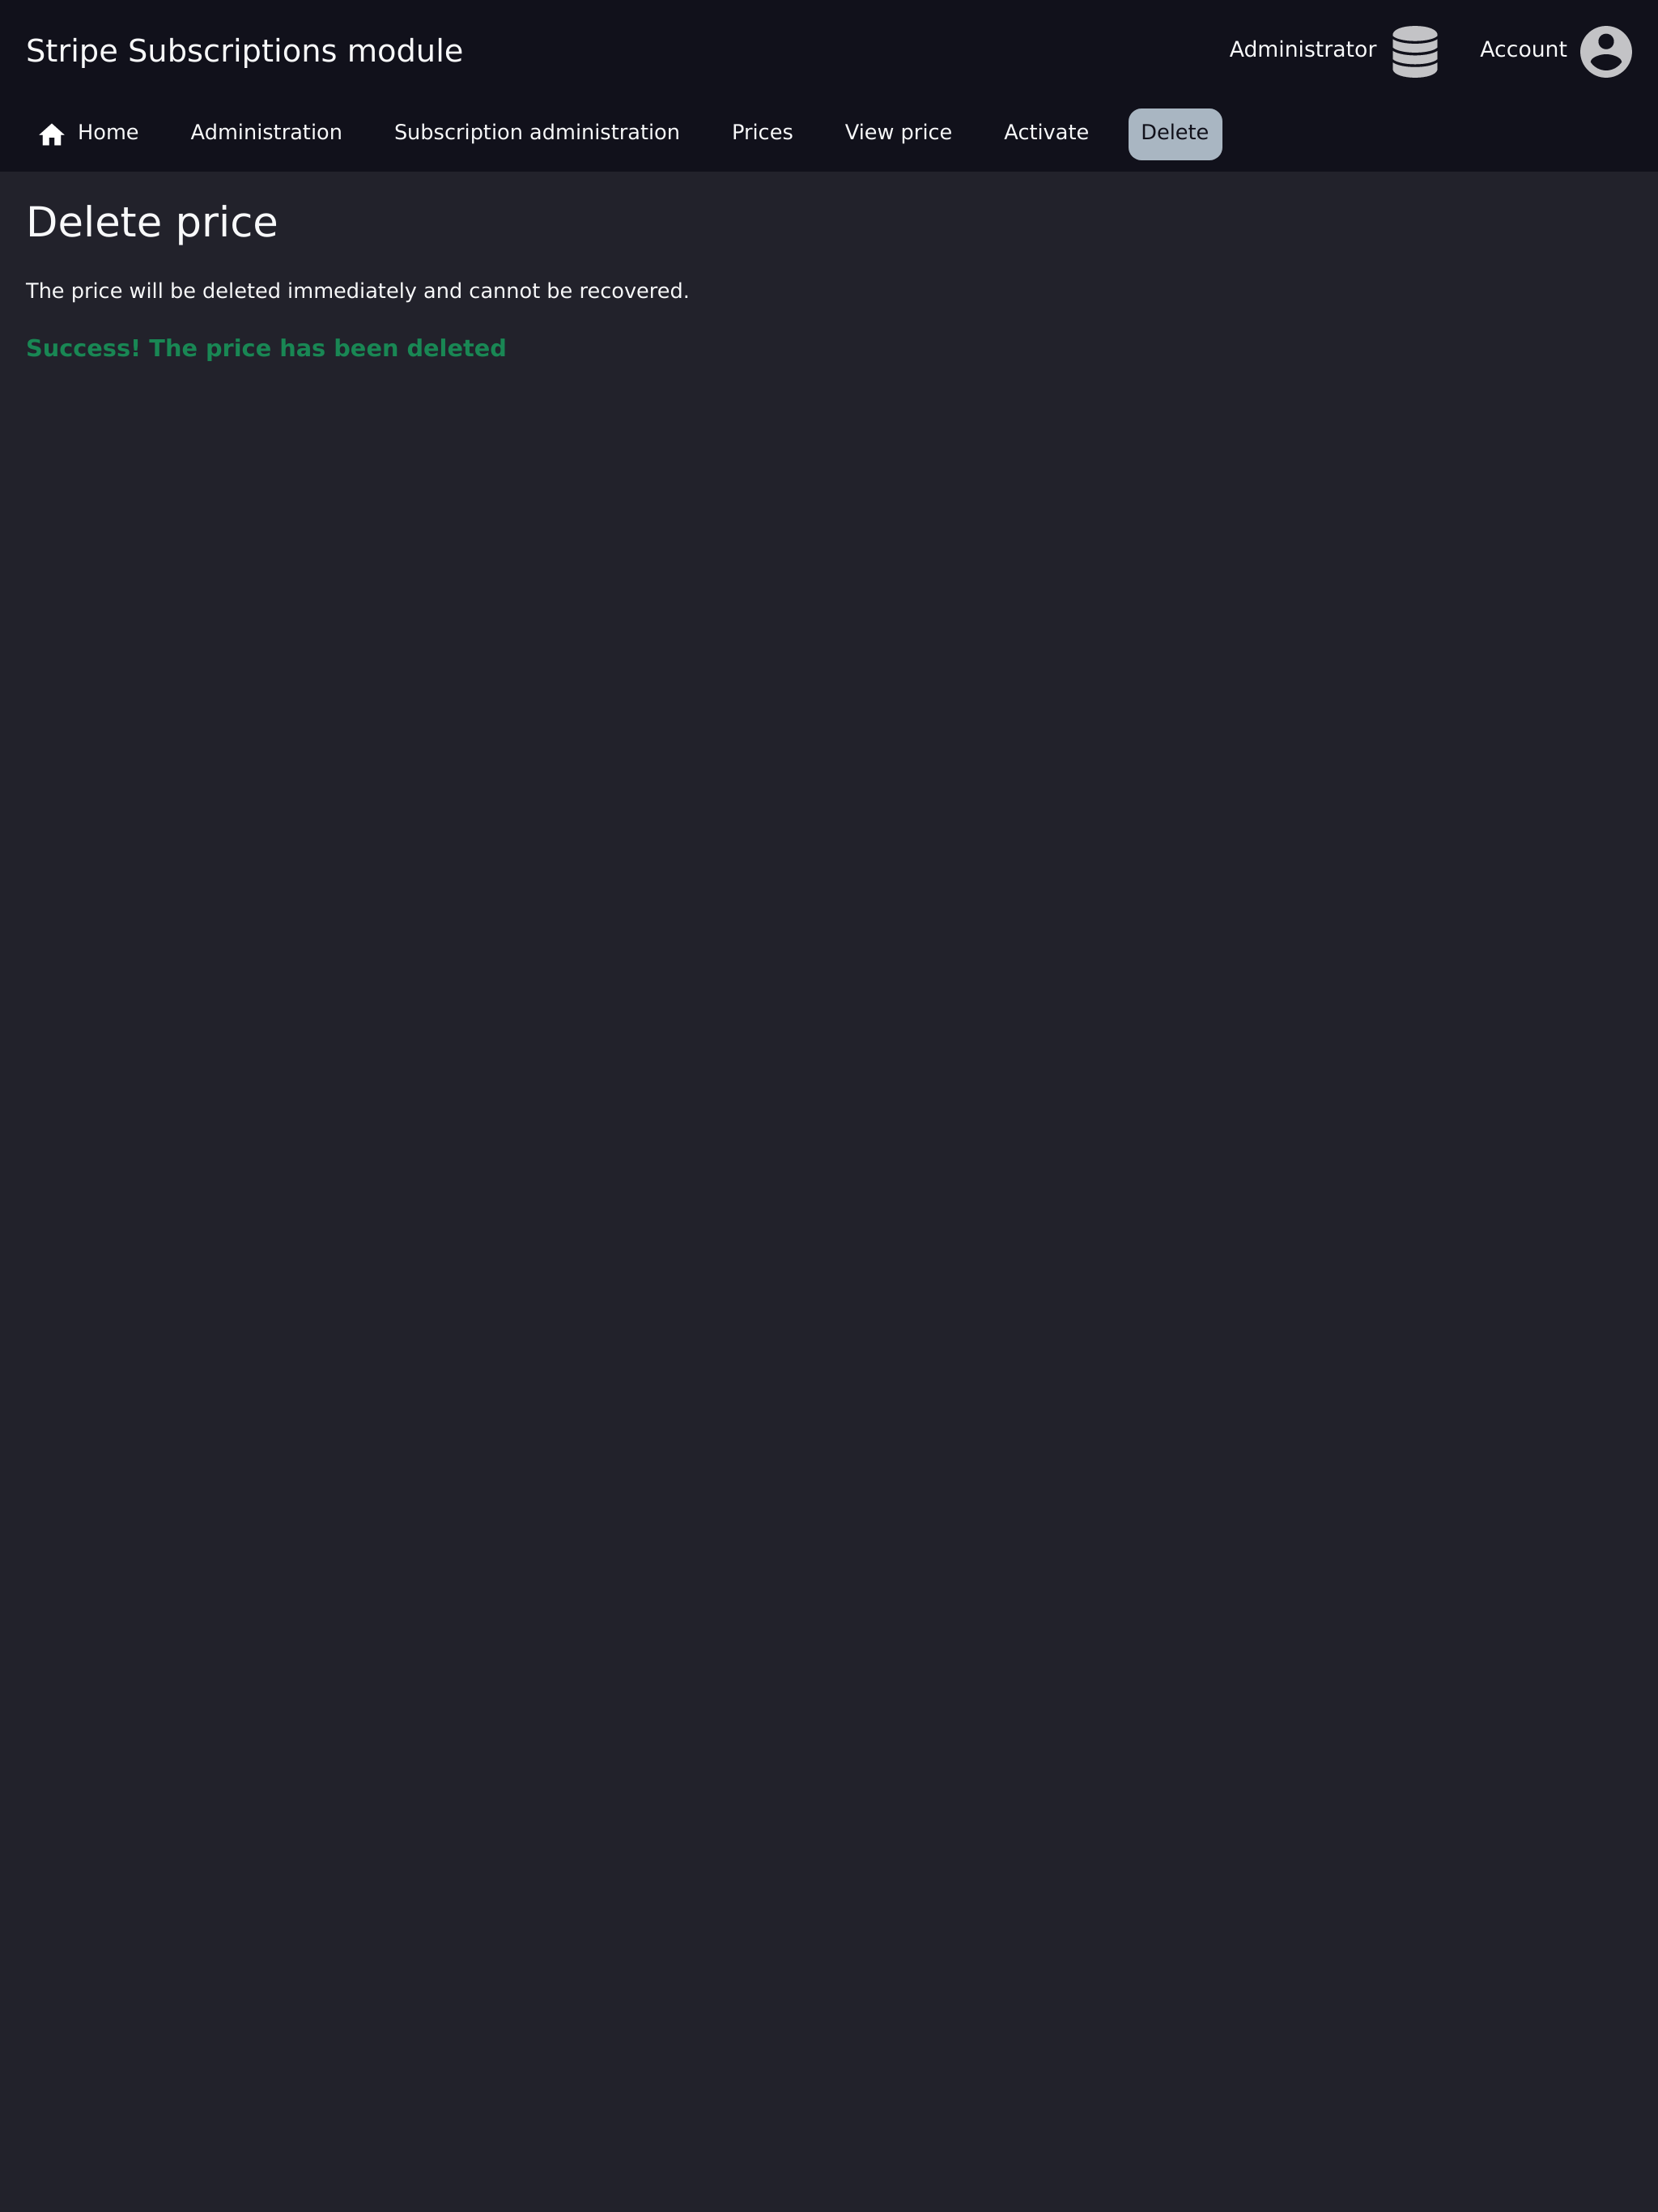 Stripe Subscriptions module
Administrator
Account
Home
Administration
Subscription administration
Prices
View price
Activate
Delete
Delete price
The price will be deleted immediately and cannot be recovered.
Success! The price has been deleted